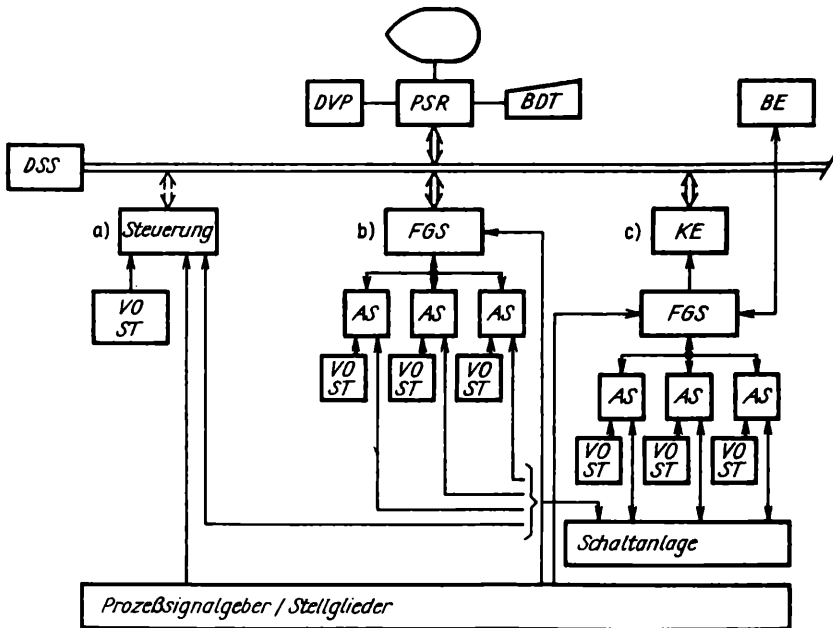 DVP
PSR
BDT
BE
DSS
a)
Steuerung
b)
FGS
c)
KE
VO
ST
AS
AS
AS
FGS
VO
ST
VO
ST
VO
ST
AS
AS
AS
VO
ST
VO
ST
VO
ST
Schaltanlage
Prozeßsignalgeber / Stellglieder